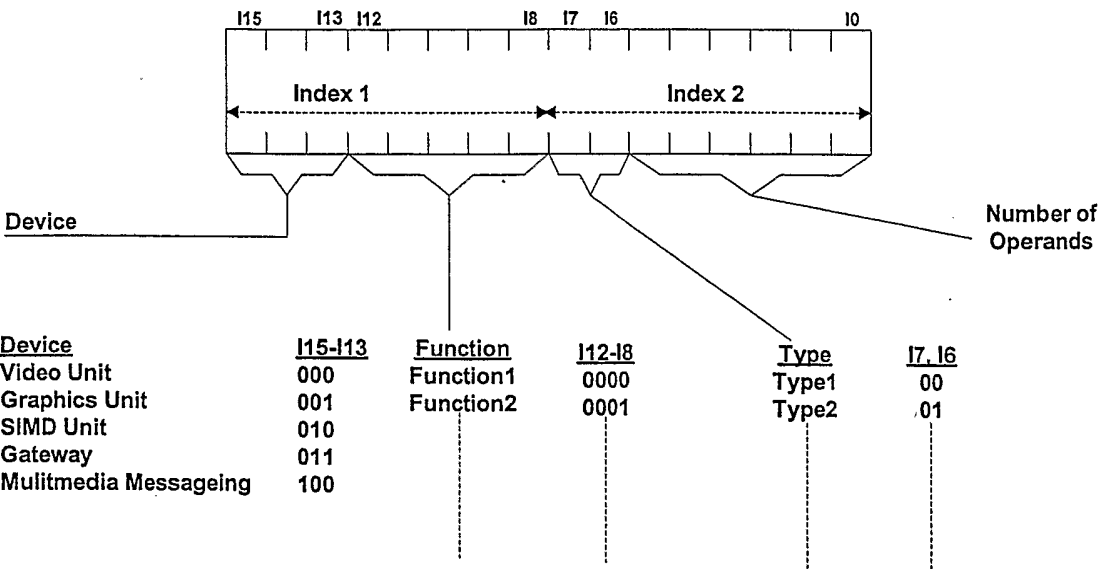 I15 I13 I12 I8 I7 I6 I0
Index 1 Index 2
Device
Number of
Operands
Device I15-I13 Function I12-I8 Type I7, I6
Video Unit 000 Function1 0000 Type1 00
Graphics Unit 001 Function2 0001 Type2 01
SIMD Unit 010
Gateway 011
Mulitmedia Messageing 100